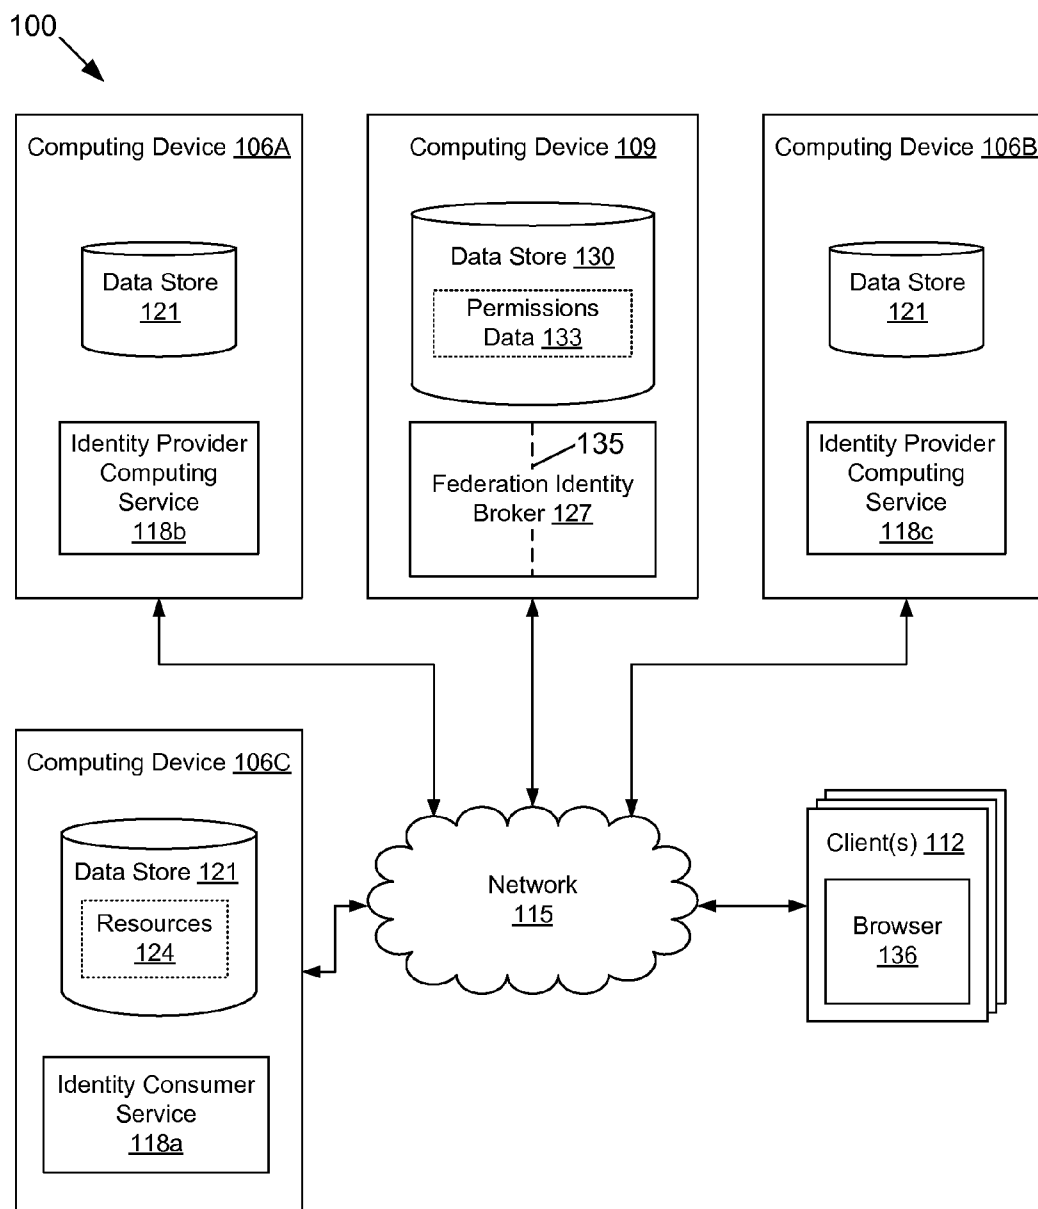 100
Computing Device 106A
Data Store
121
Identity Provider
Computing
Service
118b
Computing Device 109
Data Store 130
Permissions
Data 133
135
Federation Identity
Broker 127
Computing Device 106B
Data Store
121
Identity Provider
Computing
Service
118c
Computing Device 106C
Data Store 121
Resources
124
Identity Consumer
Service
118a
Network
115
Client(s) 112
Browser
136